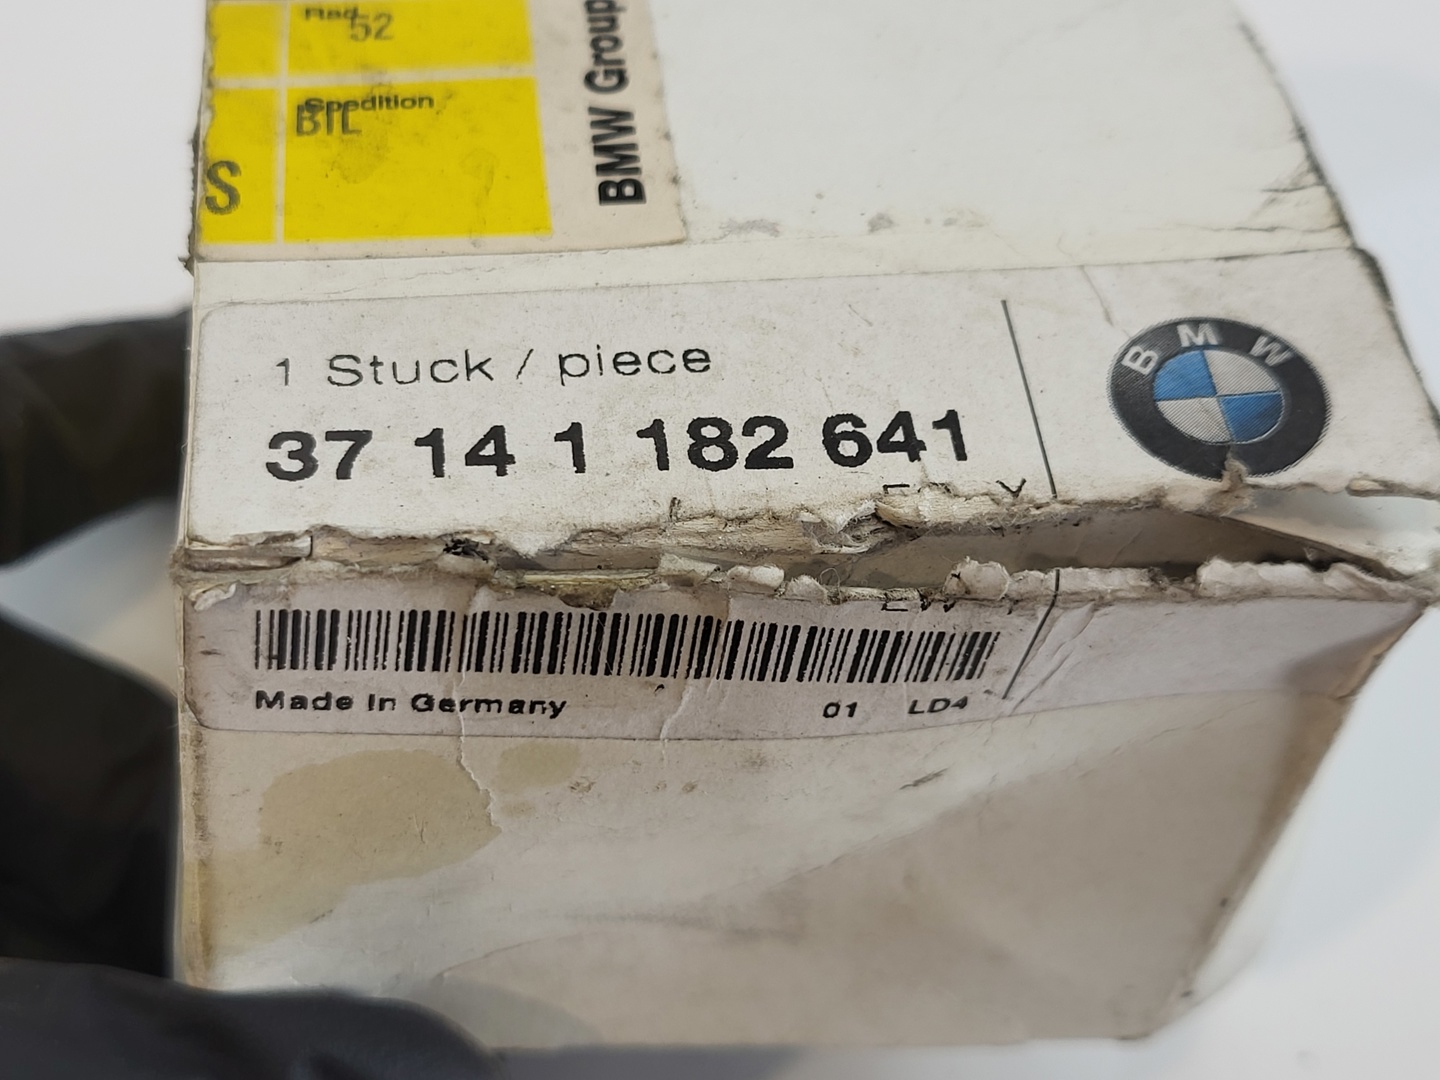 Rad
52
Spedition
BIL
S
BMW Group
1 Stuck / piece
37 14 1 182 641
BMW
Made In Germany 01 LD4